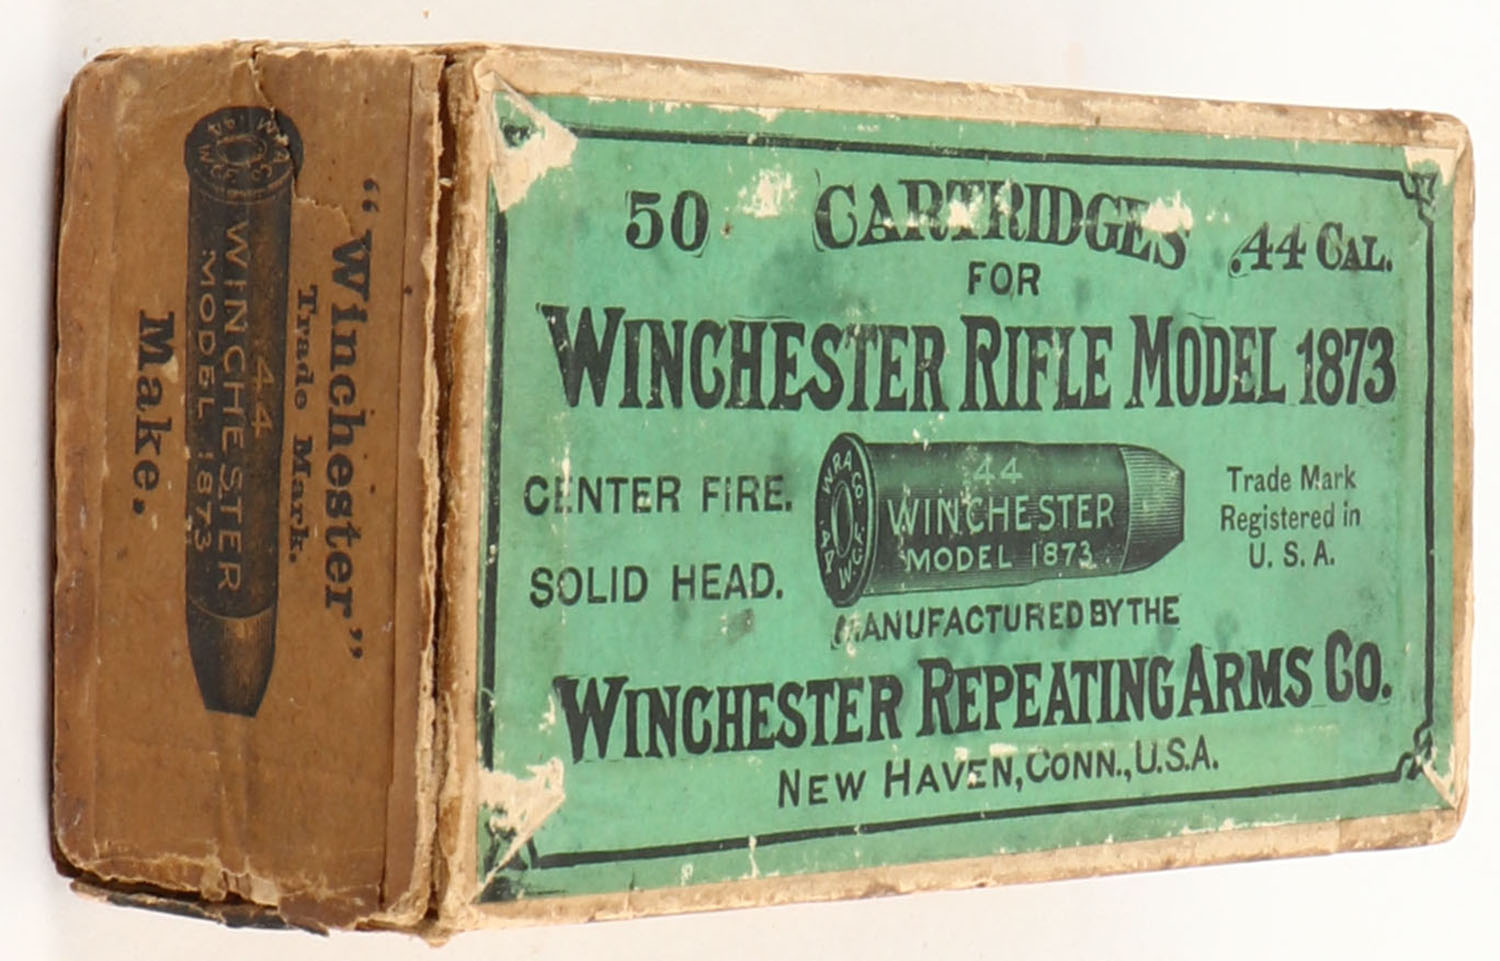 50 CARTRIDGES .44 CAL.
FOR
WINCHESTER RIFLE MODEL 1873
CENTER FIRE.
SOLID HEAD.
W.R.A. CO.
.44 W.C.F.
44
WINCHESTER
MODEL 1873
Trade Mark
Registered in
U. S. A.
MANUFACTURED BY THE
WINCHESTER REPEATING ARMS CO.
NEW HAVEN, CONN., U.S.A.
"Winchester"
Trade Mark.
44
WINCHESTER
MODEL 1873
Make.